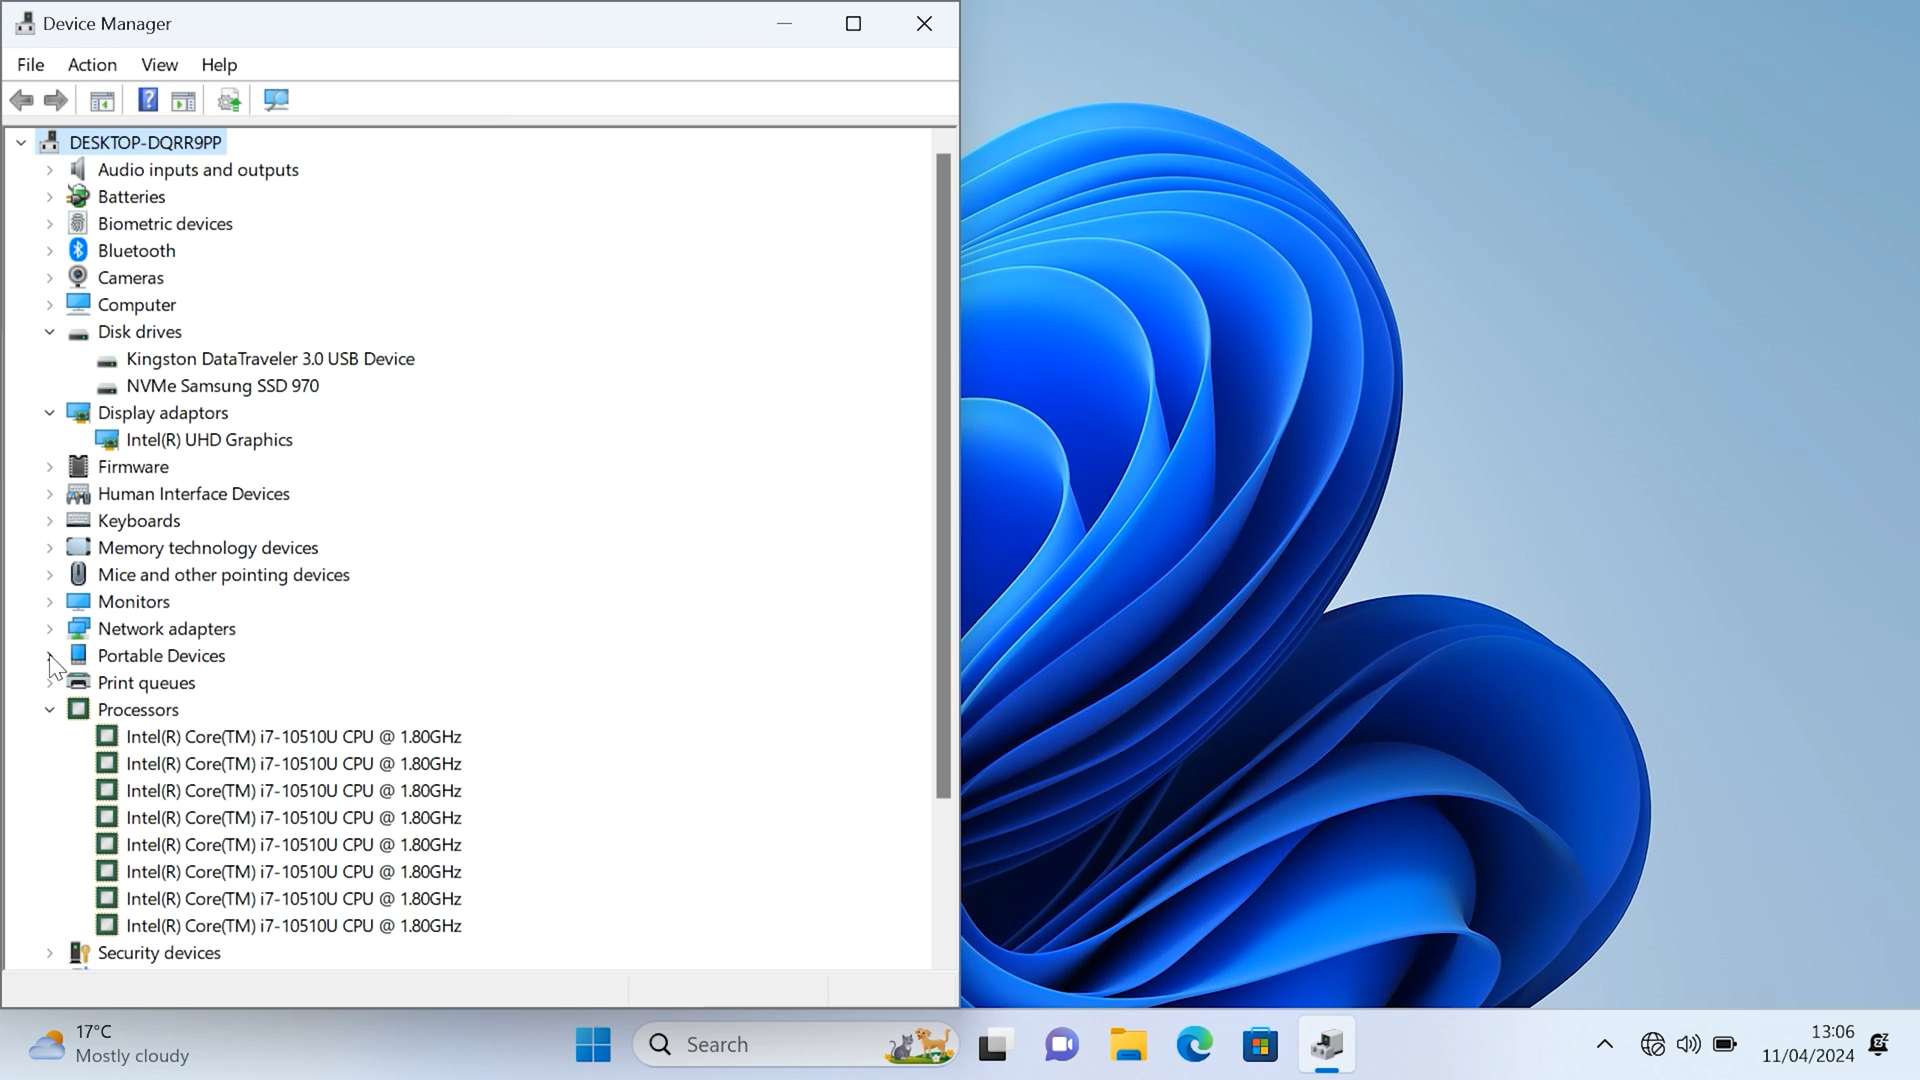 Device Manager
File Action View Help
DESKTOP-DQRR9PP
Audio inputs and outputs
Batteries
Biometric devices
Bluetooth
Cameras
Computer
Disk drives
Kingston DataTraveler 3.0 USB Device
NVMe Samsung SSD 970
Display adaptors
Intel(R) UHD Graphics
Firmware
Human Interface Devices
Keyboards
Memory technology devices
Mice and other pointing devices
Monitors
Network adapters
Portable Devices
Print queues
Processors
Intel(R) Core(TM) i7-10510U CPU @ 1.80GHz
Intel(R) Core(TM) i7-10510U CPU @ 1.80GHz
Intel(R) Core(TM) i7-10510U CPU @ 1.80GHz
Intel(R) Core(TM) i7-10510U CPU @ 1.80GHz
Intel(R) Core(TM) i7-10510U CPU @ 1.80GHz
Intel(R) Core(TM) i7-10510U CPU @ 1.80GHz
Intel(R) Core(TM) i7-10510U CPU @ 1.80GHz
Intel(R) Core(TM) i7-10510U CPU @ 1.80GHz
Security devices
17°C
Mostly cloudy
Search
13:06
11/04/2024